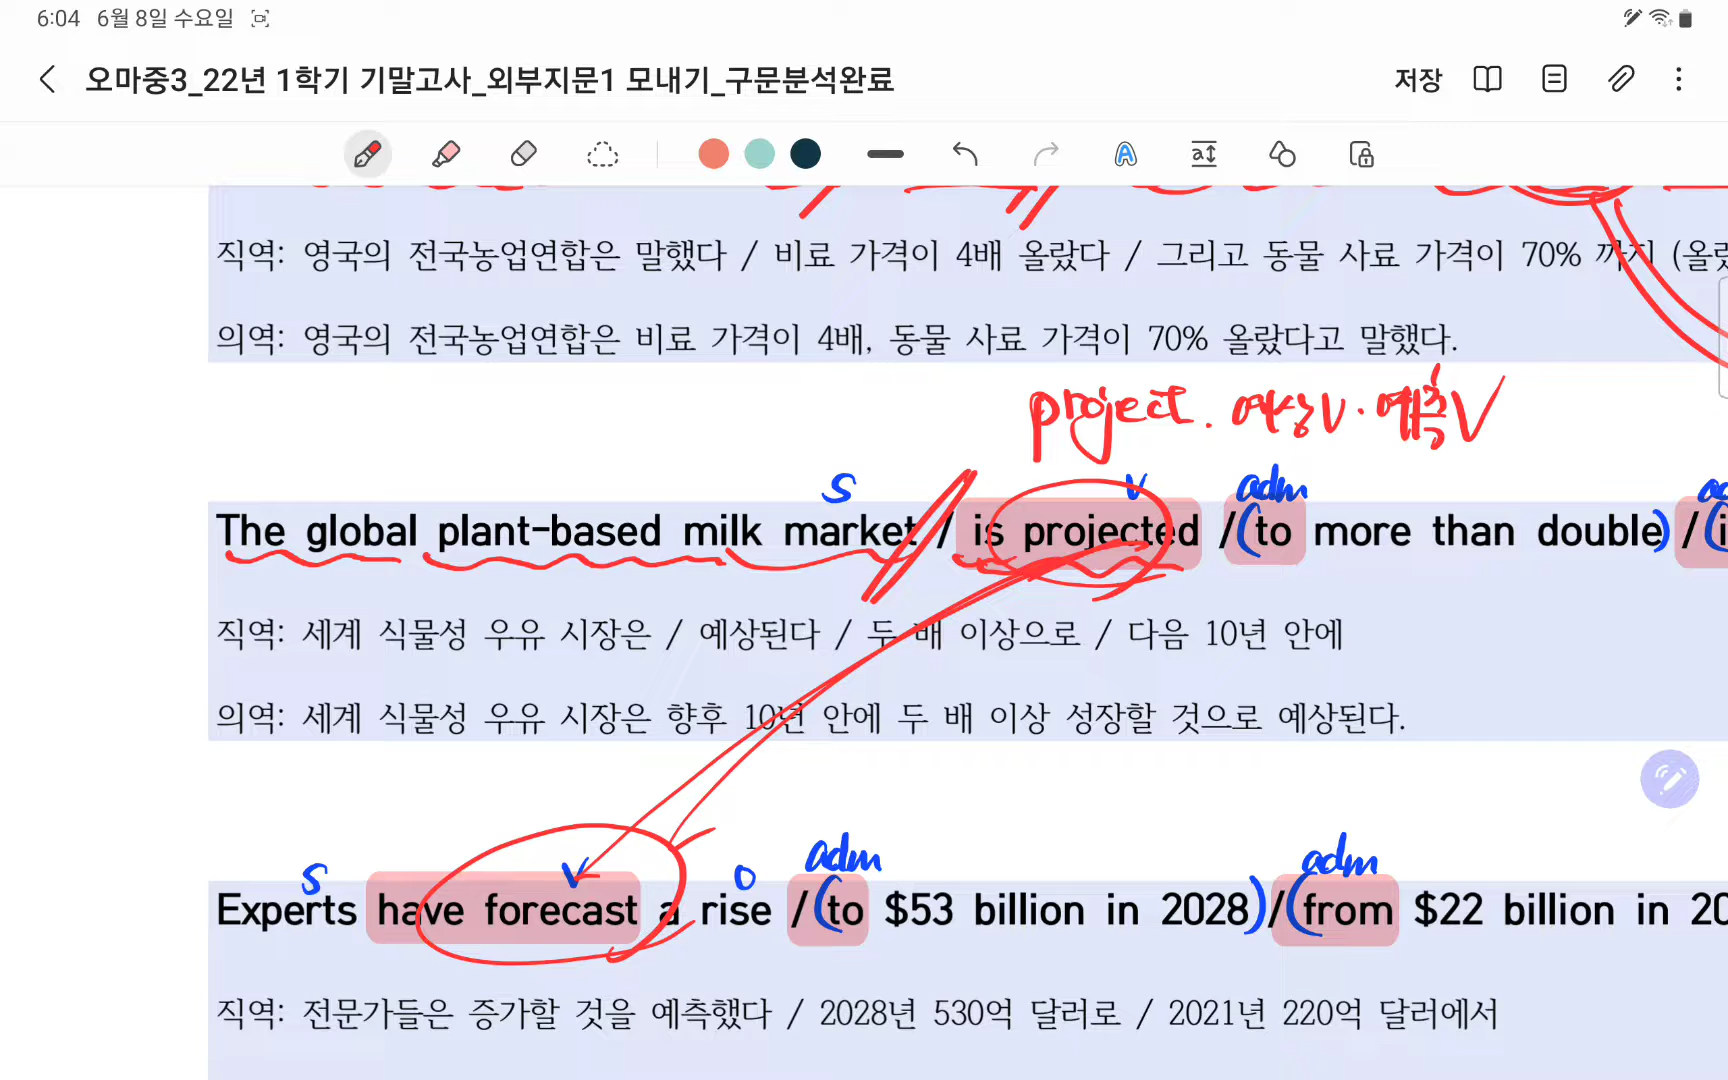 6:04 6월 8일 수요일
오마중3_22년 1학기 기말고사_외부지문1 모내기_구문분석완료
저장
직역: 영국의 전국농업연합은 말했다 / 비료 가격이 4배 올랐다 / 그리고 동물 사료 가격이 70% 까지 (올랐
의역: 영국의 전국농업연합은 비료 가격이 4배, 동물 사료 가격이 70% 올랐다고 말했다.
project. 예상V. 예측V
S V adm
The global plant-based milk market / is projected /(to more than double) /(i
직역: 세계 식물성 우유 시장은 / 예상된다 / 두 배 이상으로 / 다음 10년 안에
의역: 세계 식물성 우유 시장은 향후 10년 안에 두 배 이상 성장할 것으로 예상된다.
S V O adm adm
Experts have forecast a rise /(to $53 billion in 2028)/(from $22 billion in 20
직역: 전문가들은 증가할 것을 예측했다 / 2028년 530억 달러로 / 2021년 220억 달러에서